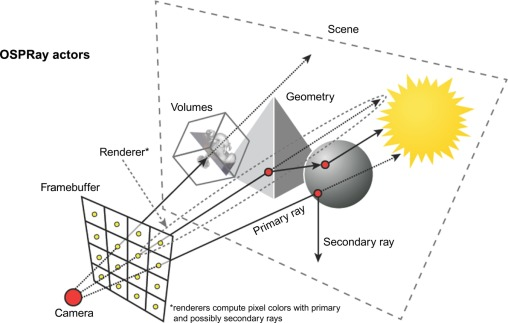 Scene
OSPRay actors
Volumes
Geometry
Renderer*
Framebuffer
Primary ray
Secondary ray
Camera
*renderers compute pixel colors with primary
and possibly secondary rays